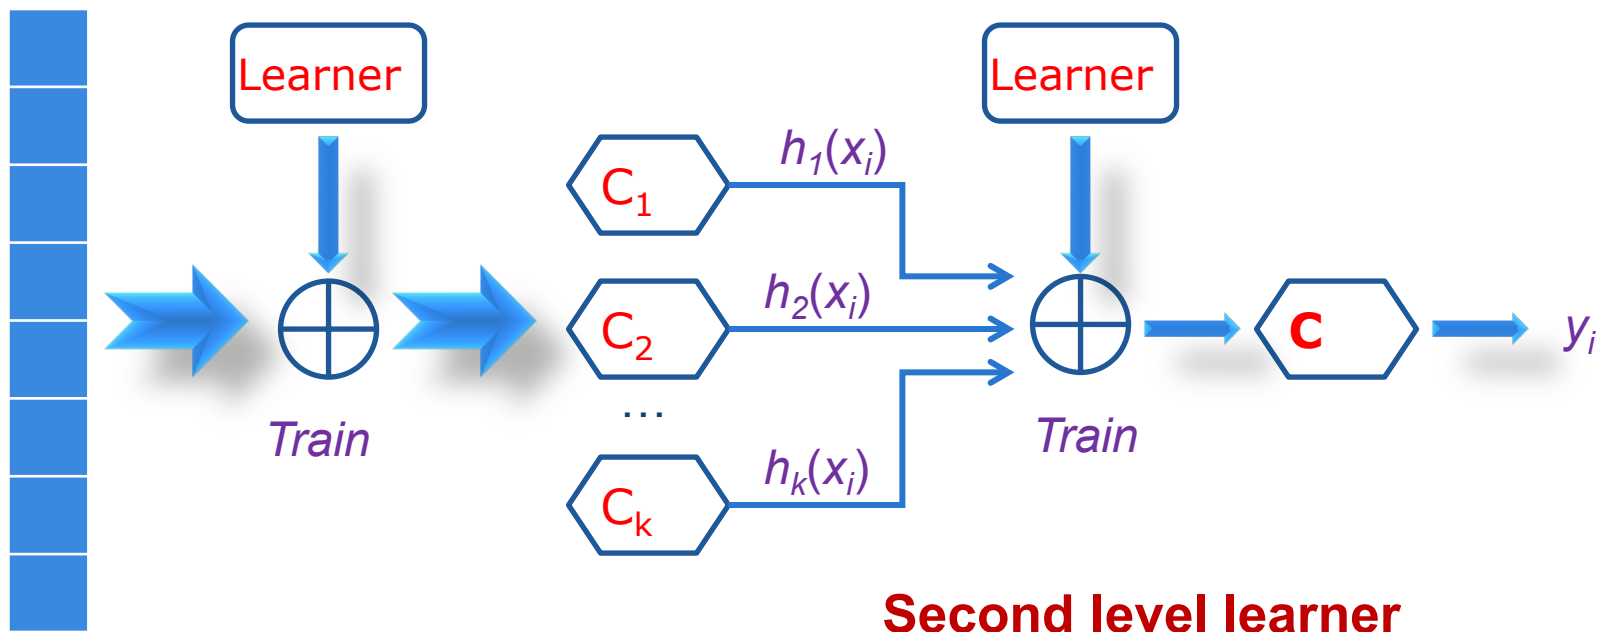 Learner
Learner
C₁
h₁(xᵢ)
C₂
h₂(xᵢ)
...
Cₖ
hₖ(xᵢ)
C
yᵢ
Train
Train
Second level learner